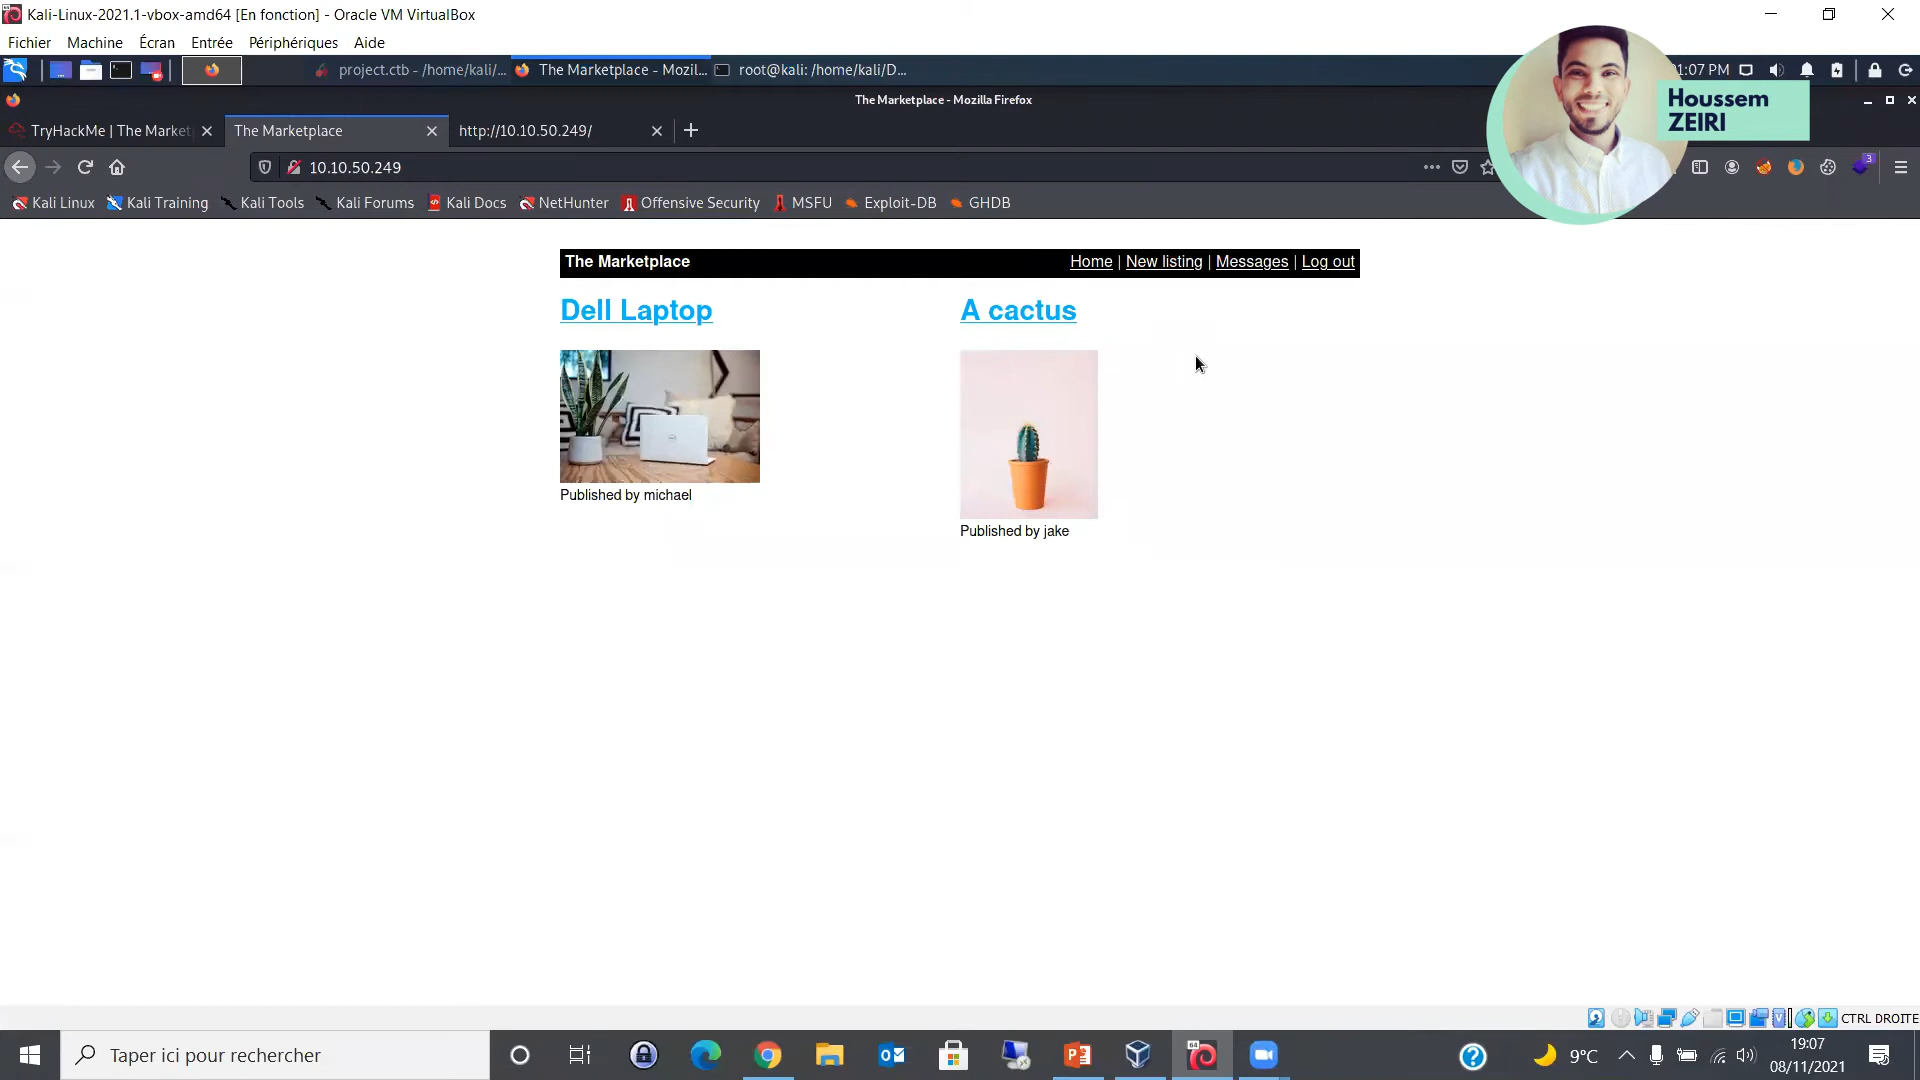 Kali-Linux-2021.1-vbox-amd64 [En fonction] - Oracle VM VirtualBox
Fichier Machine Écran Entrée Périphériques Aide
project.ctb - /home/kali/... The Marketplace - Mozil... root@kali: /home/kali/D... 1:07 PM
The Marketplace - Mozilla Firefox
Houssem
ZEIRI
TryHackMe | The Market The Marketplace http://10.10.50.249/
10.10.50.249 3
Kali Linux Kali Training Kali Tools Kali Forums Kali Docs NetHunter Offensive Security MSFU Exploit-DB GHDB
The Marketplace Home | New listing | Messages | Log out
Dell Laptop
Published by michael
A cactus
Published by jake
CTRL DROITE
Taper ici pour rechercher
64
9°C
19:07
08/11/2021